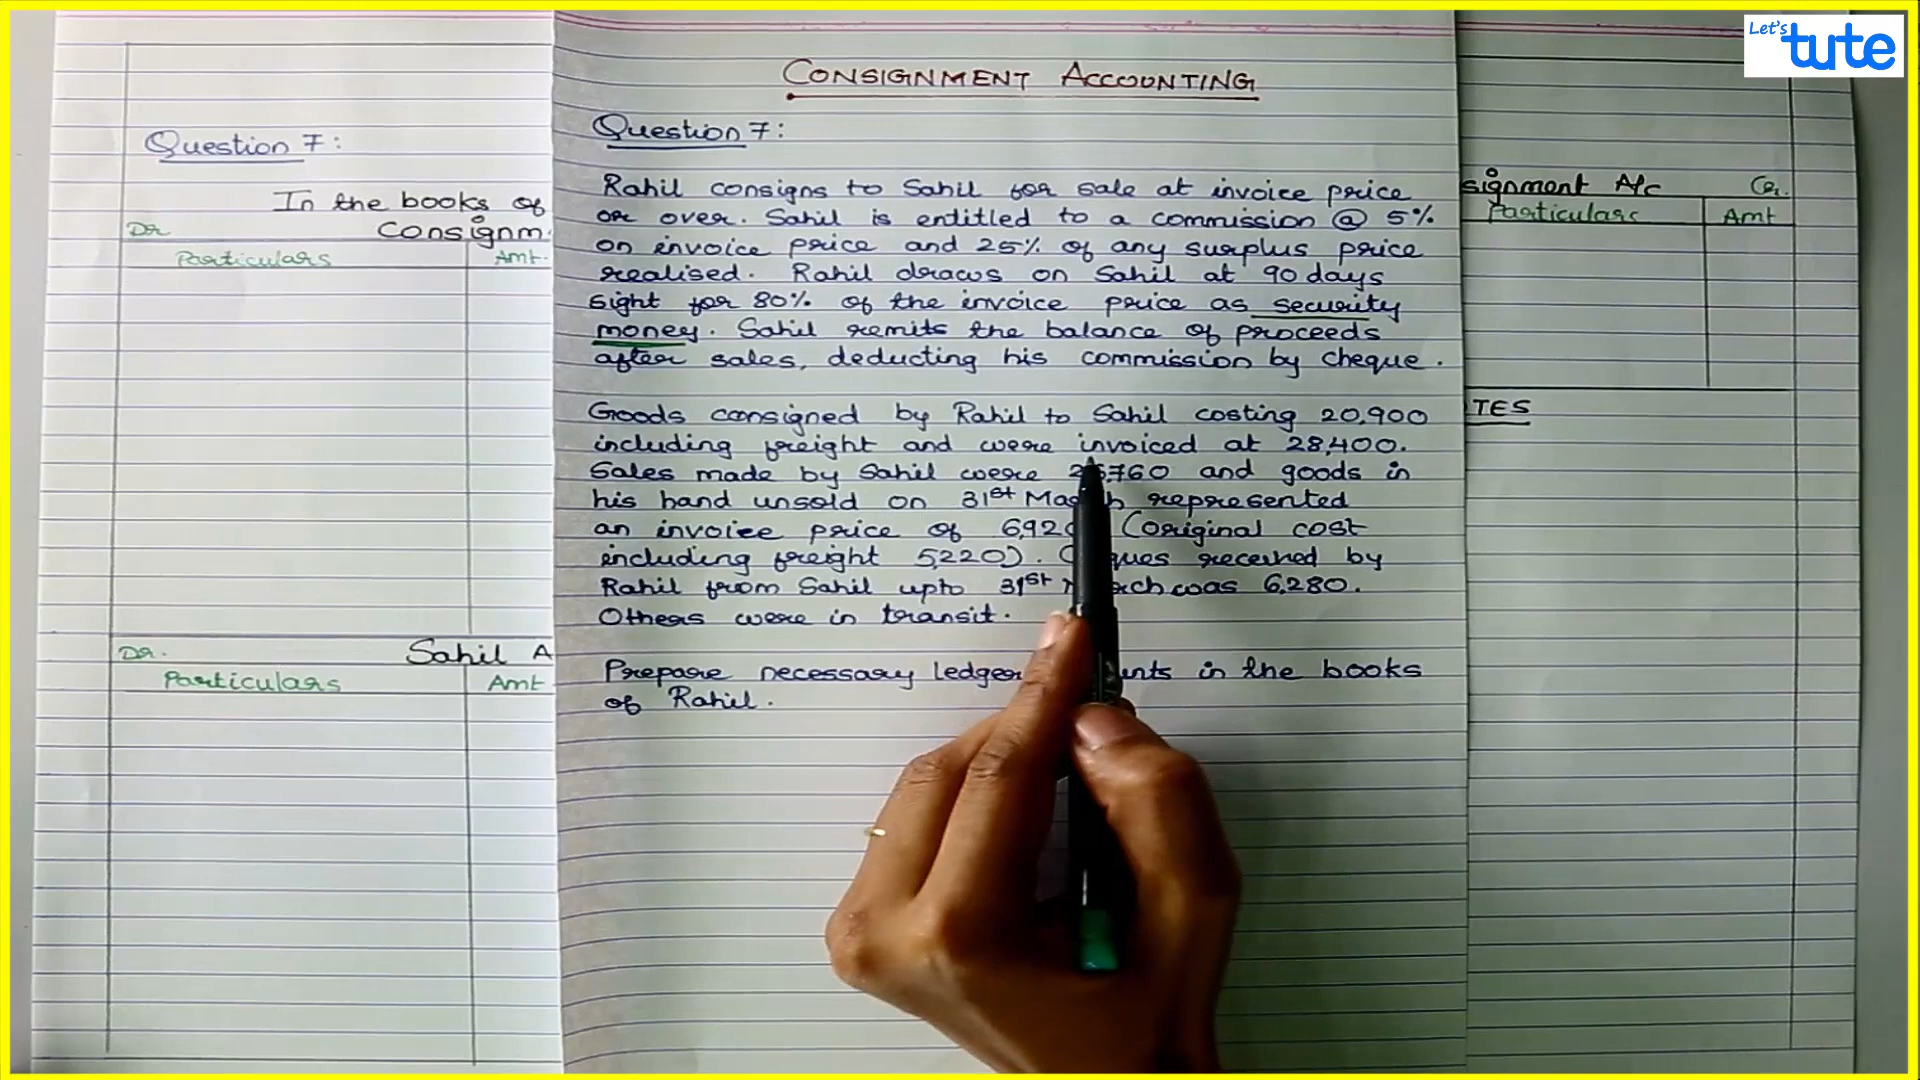 Let's tute
Question 7:
In the books of
Dr
Consignm
Particulars Amt.
Dr. Sahil A
Particulars Amt
CONSIGNMENT ACCOUNTING
Question 7:
Rahil consigns to Sahil for sale at invoice price
or over. Sahil is entitled to a commission @ 5%
on invoice price and 25% of any surplus price
realised. Rahil draws on Sahil at 90 days
sight for 80% of the invoice price as security
money. Sahil remits the balance of proceeds
after sales, deducting his commission by cheque.
Goods consigned by Rahil to Sahil costing 20,900
including freight and were invoiced at 28,400.
Sales made by Sahil were 760 and goods in
his hand unsold on 31st represented
an invoice price of (original cost
including freight 5,220). received by
Rahil from Sahil upto 31st was 6,280.
Others were in transit.
Prepare necessary ledger in the books
of Rahil.
signment A/c Cr.
Particulars Amt
TES